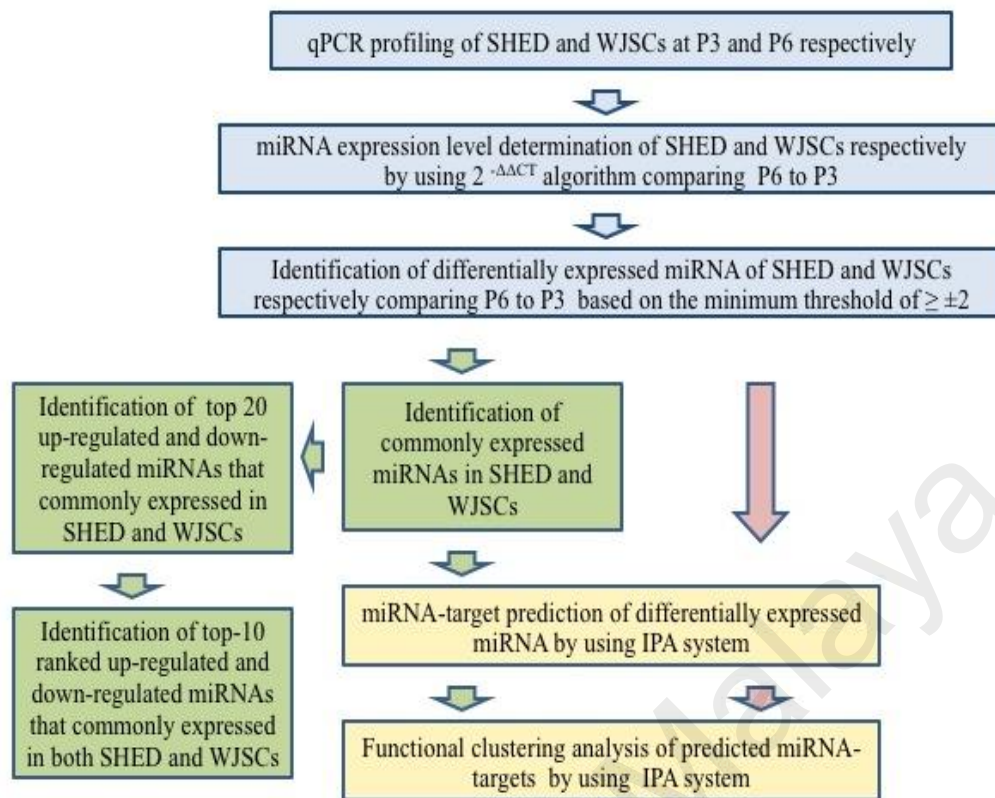 qPCR profiling of SHED and WJSCs at P3 and P6 respectively
miRNA expression level determination of SHED and WJSCs respectively
by using 2 -ΔΔCT algorithm comparing P6 to P3
Identification of differentially expressed miRNA of SHED and WJSCs
respectively comparing P6 to P3 based on the minimum threshold of ≥ ±2
Identification of top 20
up-regulated and down-
regulated miRNAs that
commonly expressed in
SHED and WJSCs
Identification of
commonly expressed
miRNAs in SHED and
WJSCs
Identification of top-10
ranked up-regulated and
down-regulated miRNAs
that commonly expressed
in both SHED and WJSCs
miRNA-target prediction of differentially expressed
miRNA by using IPA system
Functional clustering analysis of predicted miRNA-
targets by using IPA system
Malaya